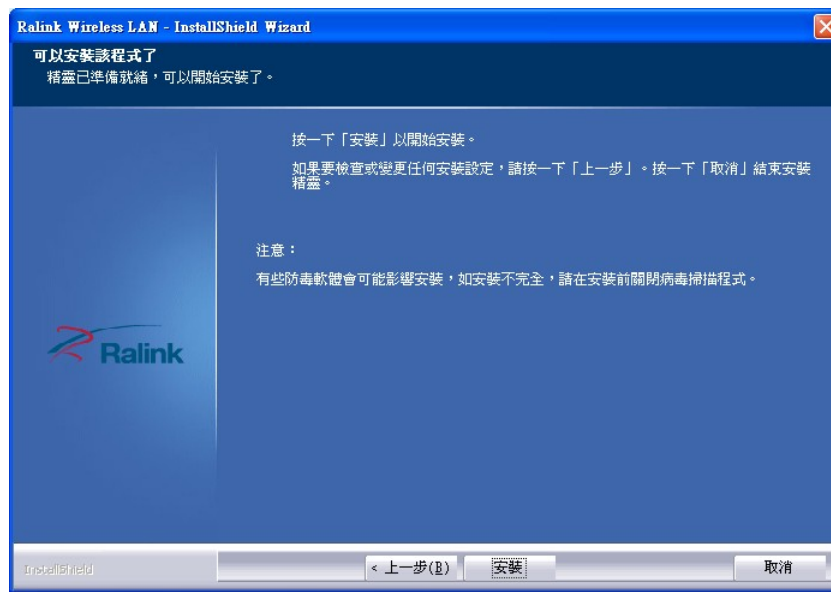 Ralink Wireless LAN - InstallShield Wizard
可以安裝該程式了
精靈已準備就緒，可以開始安裝了。
按一下「安裝」以開始安裝。
如果要檢查或變更任何安裝設定，請按一下「上一步」。按一下「取消」結束安裝
精靈。
注意：
有些防毒軟體會可能影響安裝，如安裝不完全，請在安裝前關閉病毒掃描程式。
Ralink
InstallShield
< 上一步(B)
安裝
取消